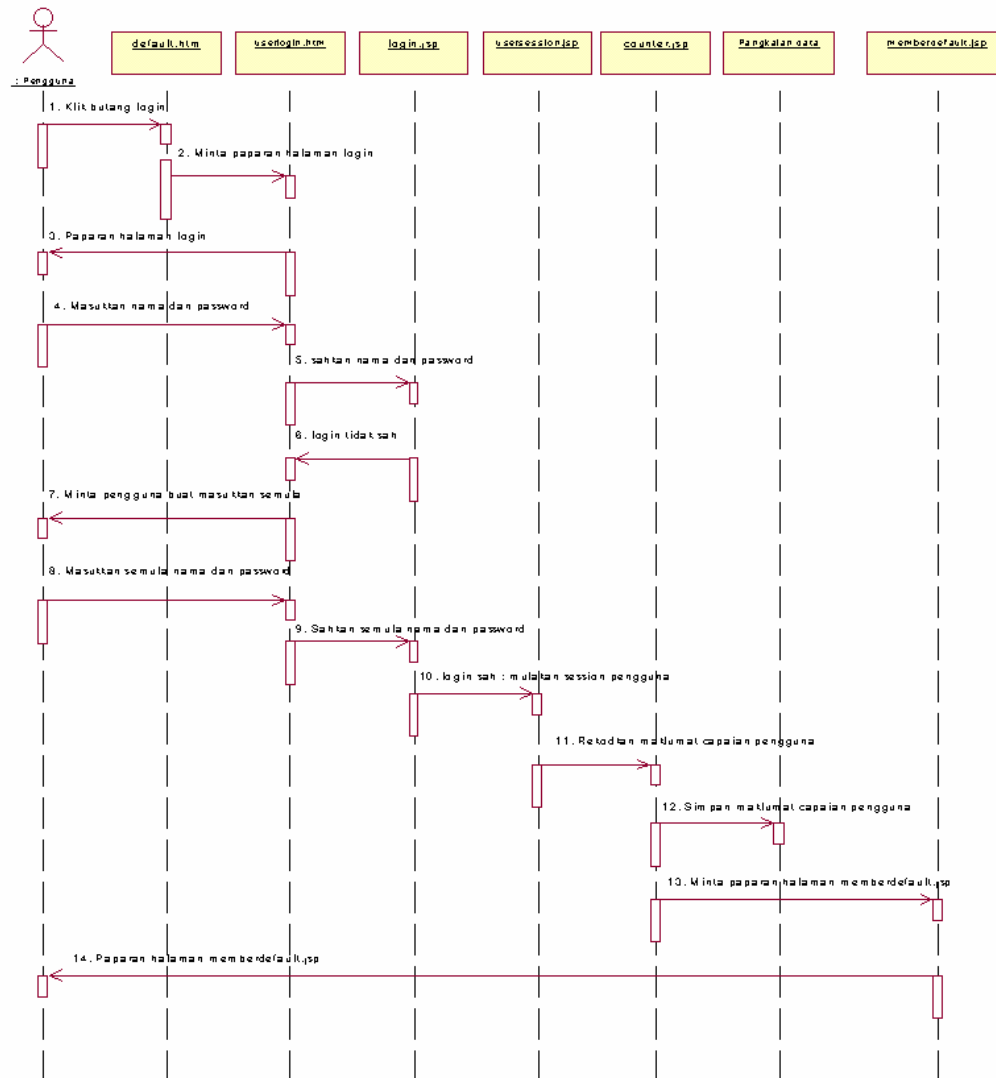 default.htm
userlogin.htm
login.jsp
usersession.jsp
counter.jsp
Pangkalan data
memberdefault.jsp
: Pengguna
1. Klik butang login
2. Minta paparan halaman login
3. Paparan halaman login
4. Masukkan nama dan password
5. sahkan nama dan password
6. login tidak sah
7. Minta pengguna buat masukkan semula
8. Masukkan semula nama dan password
9. Sahkan semula nama dan password
10. login sah : mulakan session pengguna
11. Rekodkan maklumat capaian pengguna
12. Simpan maklumat capaian pengguna
13. Minta paparan halaman memberdefault.jsp
14. Paparan halaman memberdefault.jsp